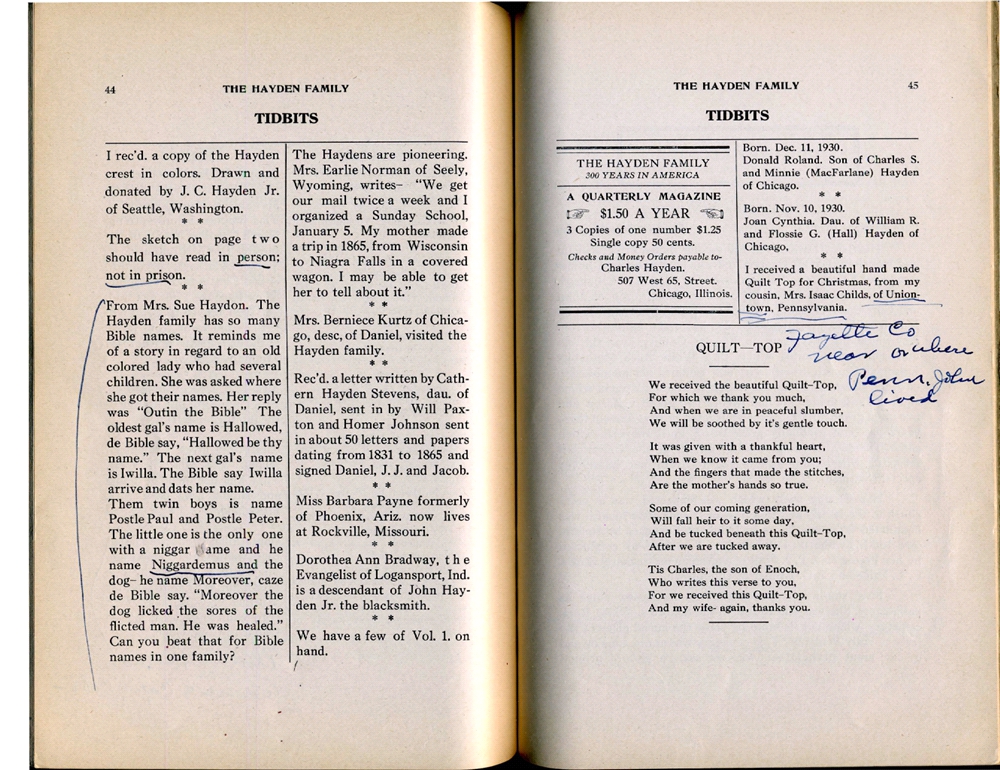 44
THE HAYDEN FAMILY
TIDBITS
I rec'd. a copy of the Hayden
crest in colors. Drawn and
donated by J. C. Hayden Jr.
of Seattle, Washington.
* *
The sketch on page two
should have read in person;
not in prison.
* *
From Mrs. Sue Haydon. The
Hayden family has so many
Bible names. It reminds me
of a story in regard to an old
colored lady who had several
children. She was asked where
she got their names. Her reply
was "Outin the Bible" The
oldest gal's name is Hallowed,
de Bible say, "Hallowed be thy
name." The next gal's name
is Iwilla. The Bible say Iwilla
arrive and dats her name.
Them twin boys is name
Postle Paul and Postle Peter.
The little one is the only one
with a niggar ame and he
name Niggardemus and the
dog- he name Moreover, caze
de Bible say. "Moreover the
dog licked the sores of the
flicted man. He was healed."
Can you beat that for Bible
names in one family?
The Haydens are pioneering.
Mrs. Earlie Norman of Seely,
Wyoming, writes- "We get
our mail twice a week and I
organized a Sunday School,
January 5. My mother made
a trip in 1865, from Wisconsin
to Niagra Falls in a covered
wagon. I may be able to get
her to tell about it."
* *
Mrs. Berniece Kurtz of Chica-
go, desc, of Daniel, visited the
Hayden family.
* *
Rec'd. a letter written by Cath-
ern Hayden Stevens, dau. of
Daniel, sent in by Will Pax-
ton and Homer Johnson sent
in about 50 letters and papers
dating from 1831 to 1865 and
signed Daniel, J. J. and Jacob.
* *
Miss Barbara Payne formerly
of Phoenix, Ariz. now lives
at Rockville, Missouri.
* *
Dorothea Ann Bradway, the
Evangelist of Logansport, Ind.
is a descendant of John Hay-
den Jr. the blacksmith.
* *
We have a few of Vol. 1. on
hand.
THE HAYDEN FAMILY
45
TIDBITS
THE HAYDEN FAMILY
300 YEARS IN AMERICA
A QUARTERLY MAGAZINE
$1.50 A YEAR
3 Copies of one number $1.25
Single copy 50 cents.
Checks and Money Orders payable to-
Charles Hayden.
507 West 65, Street.
Chicago, Illinois.
Born. Dec. 11, 1930.
Donald Roland. Son of Charles S.
and Minnie (MacFarlane) Hayden
of Chicago.
* *
Born. Nov. 10, 1930.
Joan Cynthia. Dau. of William R.
and Flossie G. (Hall) Hayden of
Chicago,
* *
I received a beautiful hand made
Quilt Top for Christmas, from my
cousin, Mrs. Isaac Childs, of Union-
town, Pennsylvania.
Fayette Co
near or where
Penn. John
lived
QUILT—TOP
We received the beautiful Quilt-Top,
For which we thank you much,
And when we are in peaceful slumber,
We will be soothed by it's gentle touch.
It was given with a thankful heart,
When we know it came from you;
And the fingers that made the stitches,
Are the mother's hands so true.
Some of our coming generation,
Will fall heir to it some day,
And be tucked beneath this Quilt-Top,
After we are tucked away.
Tis Charles, the son of Enoch,
Who writes this verse to you,
For we received this Quilt-Top,
And my wife- again, thanks you.